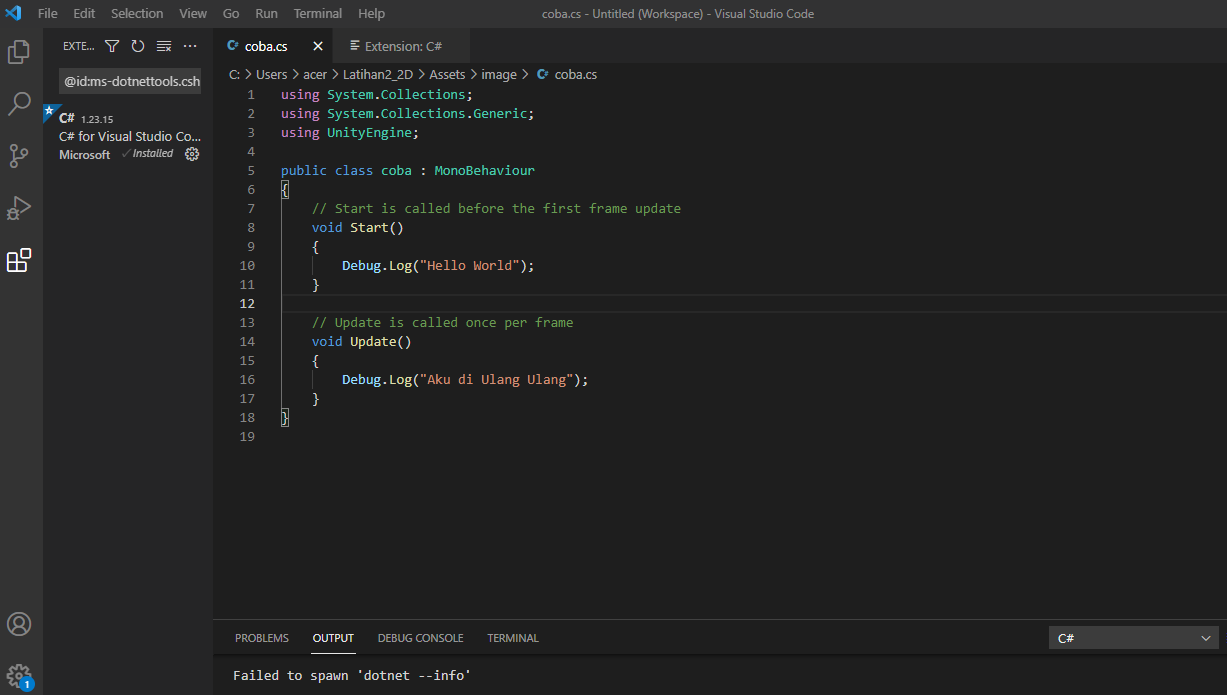 File Edit Selection View Go Run Terminal Help coba.cs - Untitled (Workspace) - Visual Studio Code
EXTE... ···
@id:ms-dotnettools.csh
C# 1.23.15
C# for Visual Studio Co...
Microsoft ✓Installed
coba.cs Extension: C#
C: > Users > acer > Latihan2_2D > Assets > image > coba.cs
1 using System.Collections;
2 using System.Collections.Generic;
3 using UnityEngine;
4
5 public class coba : MonoBehaviour
6 {
7 // Start is called before the first frame update
8 void Start()
9 {
10 Debug.Log("Hello World");
11 }
12
13 // Update is called once per frame
14 void Update()
15 {
16 Debug.Log("Aku di Ulang Ulang");
17 }
18 }
19
PROBLEMS OUTPUT DEBUG CONSOLE TERMINAL C#
Failed to spawn 'dotnet --info'
1